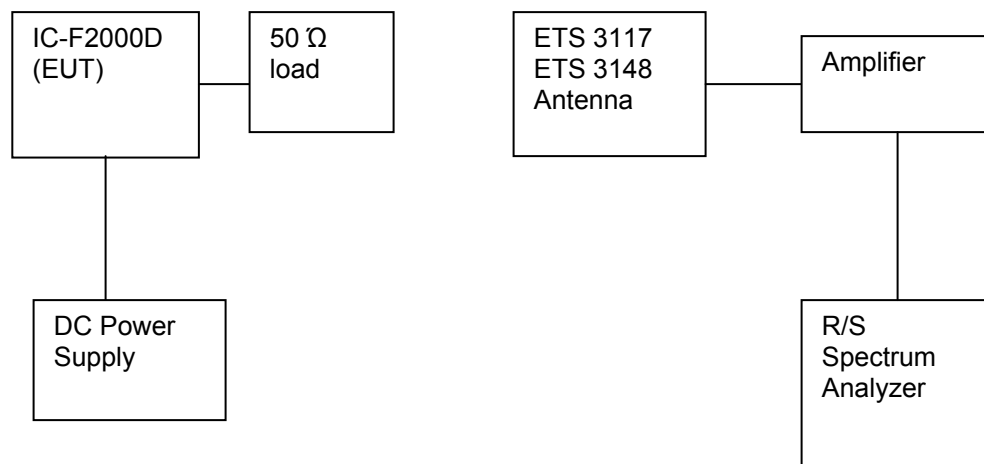 IC-F2000D
(EUT)
50 Ώ
load
ETS 3117
ETS 3148
Antenna
Amplifier
DC Power
Supply
R/S
Spectrum
Analyzer